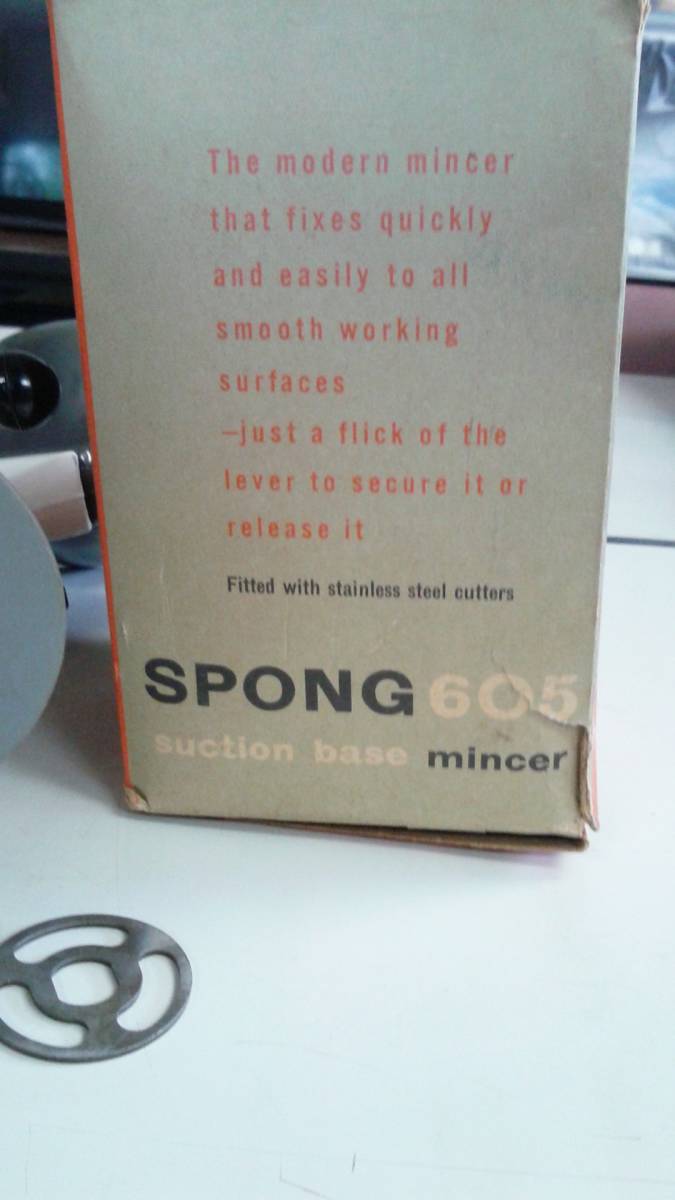 The modern mincer
that fixes quickly
and easily to all
smooth working
surfaces
—just a flick of the
lever to secure it or
release it
Fitted with stainless steel cutters
SPONG 605
suction base mincer